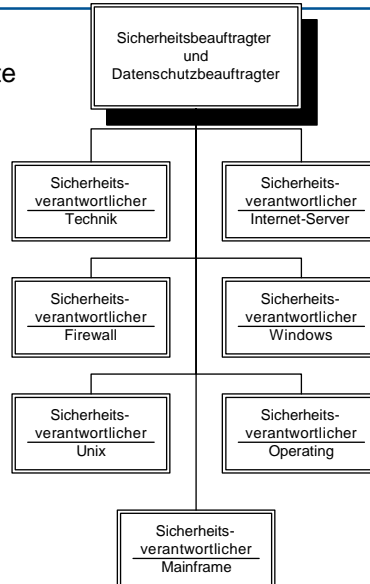 Sicherheitsbeauftragter
und
Datenschutzbeauftragter
te
Sicherheits-
verantwortlicher
Technik
Sicherheits-
verantwortlicher
Internet-Server
Sicherheits-
verantwortlicher
Firewall
Sicherheits-
verantwortlicher
Windows
Sicherheits-
verantwortlicher
Unix
Sicherheits-
verantwortlicher
Operating
Sicherheits-
verantwortlicher
Mainframe